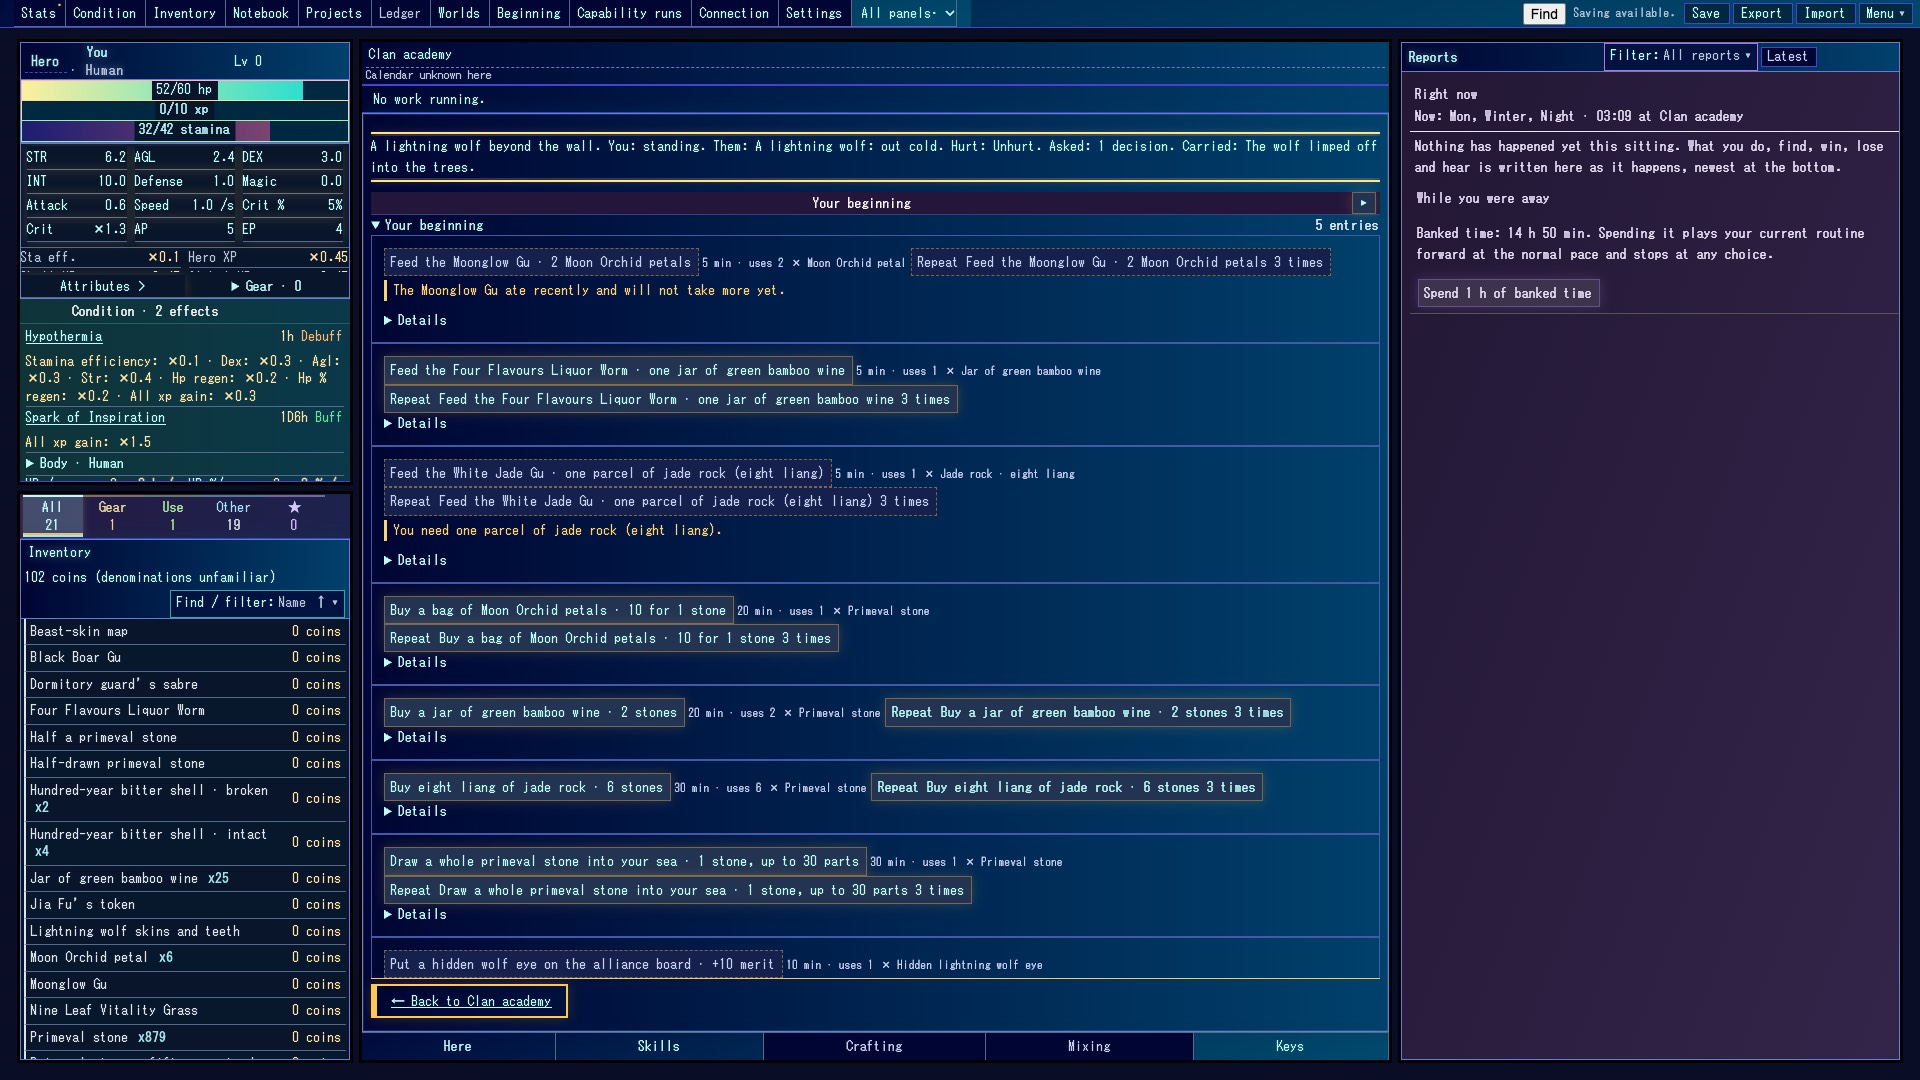 Stats Condition Inventory Notebook Projects Ledger Worlds Beginning Capability runs Connection Settings All panels· Find Saving available. Save Export Import Menu ▾
Hero · You Human Lv 0
52/60 hp
0/10 xp
32/42 stamina
STR 6.2 AGL 2.4 DEX 3.0
INT 10.0 Defense 1.0 Magic 0.0
Attack 0.6 Speed 1.0 /s Crit % 5%
Crit ×1.3 AP 5 EP 4
Sta eff. ×0.1 Hero XP ×0.45
Attributes > ▶ Gear · 0
Condition · 2 effects
Hypothermia 1h Debuff
Stamina efficiency: ×0.1 · Dex: ×0.3 · Agl:
×0.3 · Str: ×0.4 · Hp regen: ×0.2 · Hp %
regen: ×0.2 · All xp gain: ×0.3
Spark of Inspiration 1D6h Buff
All xp gain: ×1.5
▶ Body · Human
All Gear Use Other ★
21 1 1 19 0
Inventory
102 coins (denominations unfamiliar)
Find / filter: Name ↑ ▾
Beast-skin map 0 coins
Black Boar Gu 0 coins
Dormitory guard's sabre 0 coins
Four Flavours Liquor Worm 0 coins
Half a primeval stone 0 coins
Half-drawn primeval stone 0 coins
Hundred-year bitter shell · broken x2 0 coins
Hundred-year bitter shell · intact x4 0 coins
Jar of green bamboo wine x25 0 coins
Jia Fu's token 0 coins
Lightning wolf skins and teeth 0 coins
Moon Orchid petal x6 0 coins
Moonglow Gu 0 coins
Nine Leaf Vitality Grass 0 coins
Primeval stone x879 0 coins
Clan academy
Calendar unknown here
No work running.
A lightning wolf beyond the wall. You: standing. Them: A lightning wolf: out cold. Hurt: Unhurt. Asked: 1 decision. Carried: The wolf limped off
into the trees.
Your beginning ▸
▼ Your beginning 5 entries
Feed the Moonglow Gu · 2 Moon Orchid petals 5 min · uses 2 × Moon Orchid petal Repeat Feed the Moonglow Gu · 2 Moon Orchid petals 3 times
The Moonglow Gu ate recently and will not take more yet.
▶ Details
Feed the Four Flavours Liquor Worm · one jar of green bamboo wine 5 min · uses 1 × Jar of green bamboo wine
Repeat Feed the Four Flavours Liquor Worm · one jar of green bamboo wine 3 times
▶ Details
Feed the White Jade Gu · one parcel of jade rock (eight liang) 5 min · uses 1 × Jade rock · eight liang
Repeat Feed the White Jade Gu · one parcel of jade rock (eight liang) 3 times
You need one parcel of jade rock (eight liang).
▶ Details
Buy a bag of Moon Orchid petals · 10 for 1 stone 20 min · uses 1 × Primeval stone
Repeat Buy a bag of Moon Orchid petals · 10 for 1 stone 3 times
▶ Details
Buy a jar of green bamboo wine · 2 stones 20 min · uses 2 × Primeval stone Repeat Buy a jar of green bamboo wine · 2 stones 3 times
▶ Details
Buy eight liang of jade rock · 6 stones 30 min · uses 6 × Primeval stone Repeat Buy eight liang of jade rock · 6 stones 3 times
▶ Details
Draw a whole primeval stone into your sea · 1 stone, up to 30 parts 30 min · uses 1 × Primeval stone
Repeat Draw a whole primeval stone into your sea · 1 stone, up to 30 parts 3 times
▶ Details
Put a hidden wolf eye on the alliance board · +10 merit 10 min · uses 1 × Hidden lightning wolf eye
← Back to Clan academy
Here Skills Crafting Mixing Keys
Reports Filter: All reports ▾ Latest
Right now
Now: Mon, Winter, Night · 03:09 at Clan academy
Nothing has happened yet this sitting. What you do, find, win, lose
and hear is written here as it happens, newest at the bottom.
While you were away
Banked time: 14 h 50 min. Spending it plays your current routine
forward at the normal pace and stops at any choice.
Spend 1 h of banked time